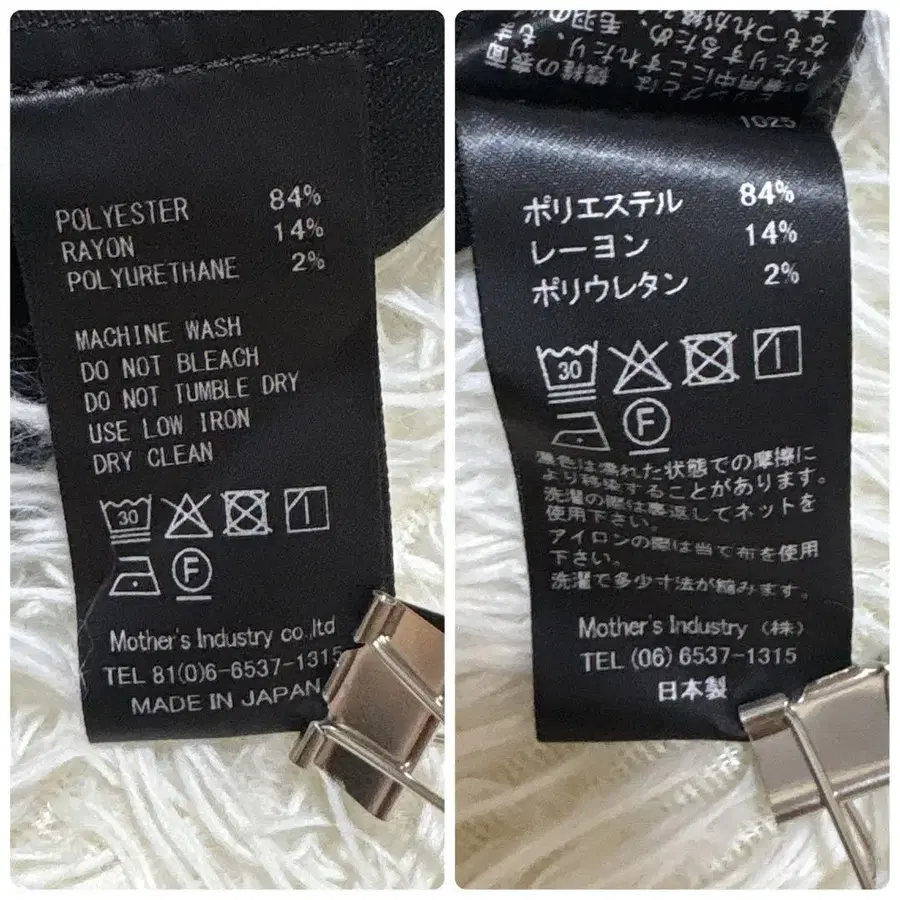 POLYESTER 84%
RAYON 14%
POLYURETHANE 2%
MACHINE WASH
DO NOT BLEACH
DO NOT TUMBLE DRY
USE LOW IRON
DRY CLEAN
30
F
Mother's Industry co.,ltd
TEL 81(0)6-6537-1315
MADE IN JAPAN
繊維の表面
1025
ポリエステル 84%
レーヨン 14%
ポリウレタン 2%
30
F
濃色は濡れた状態での摩擦に
より移染することがあります。
洗濯の際は裏返してネットを
使用下さい。
アイロンの際は当て布を使用
下さい。
洗濯で多少寸法が縮みます。
Mother's Industry (株)
TEL (06) 6537-1315
日本製